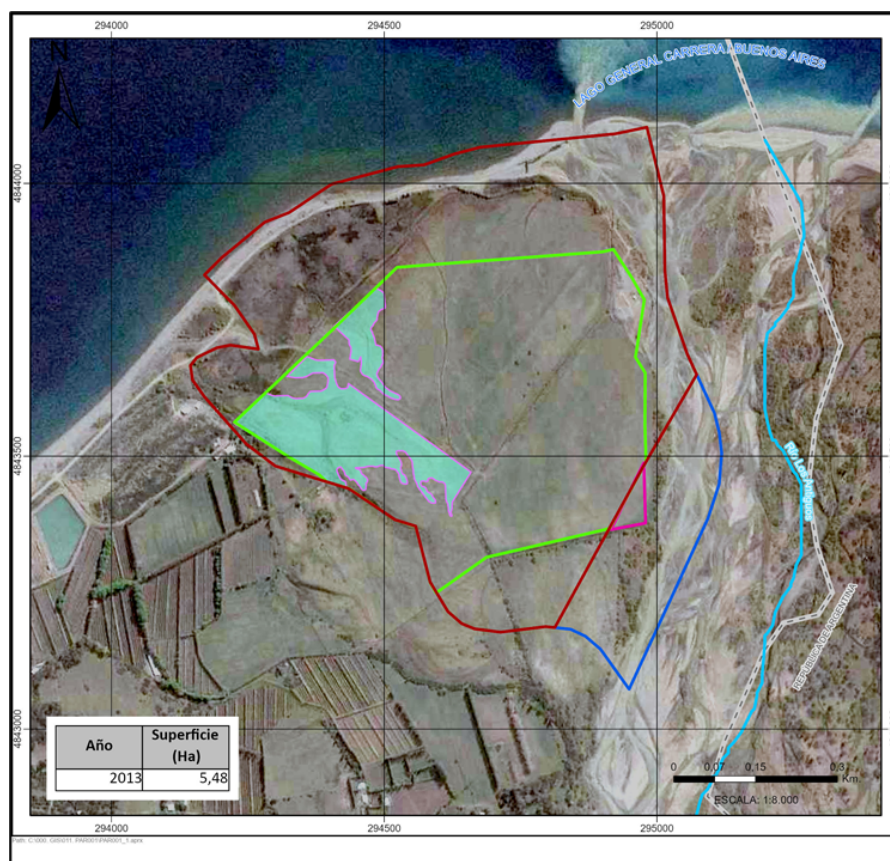 294000 294500 295000
N
LAGO GENERAL CARRERA / BUENOS AIRES
4844000
4843500
Río Los Antiguos
REPÚBLICA DE ARGENTINA
4843000
Año Superficie (Ha)
2013 5,48
0 0,07 0,15 0,3
Km.
ESCALA: 1:8.000
294000 294500 295000